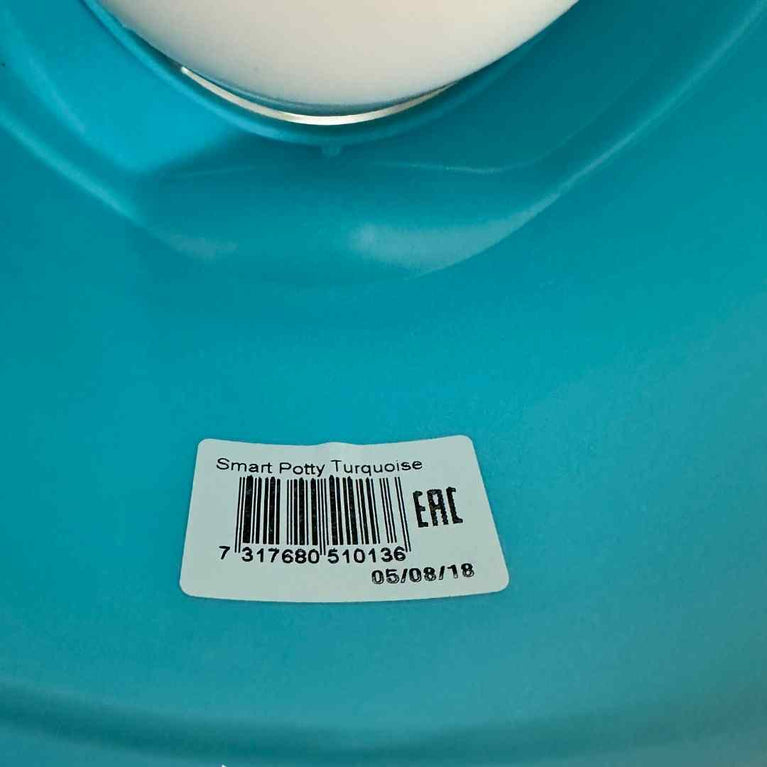 Smart Potty Turquoise
EAC
7 317680 510136
05/08/18